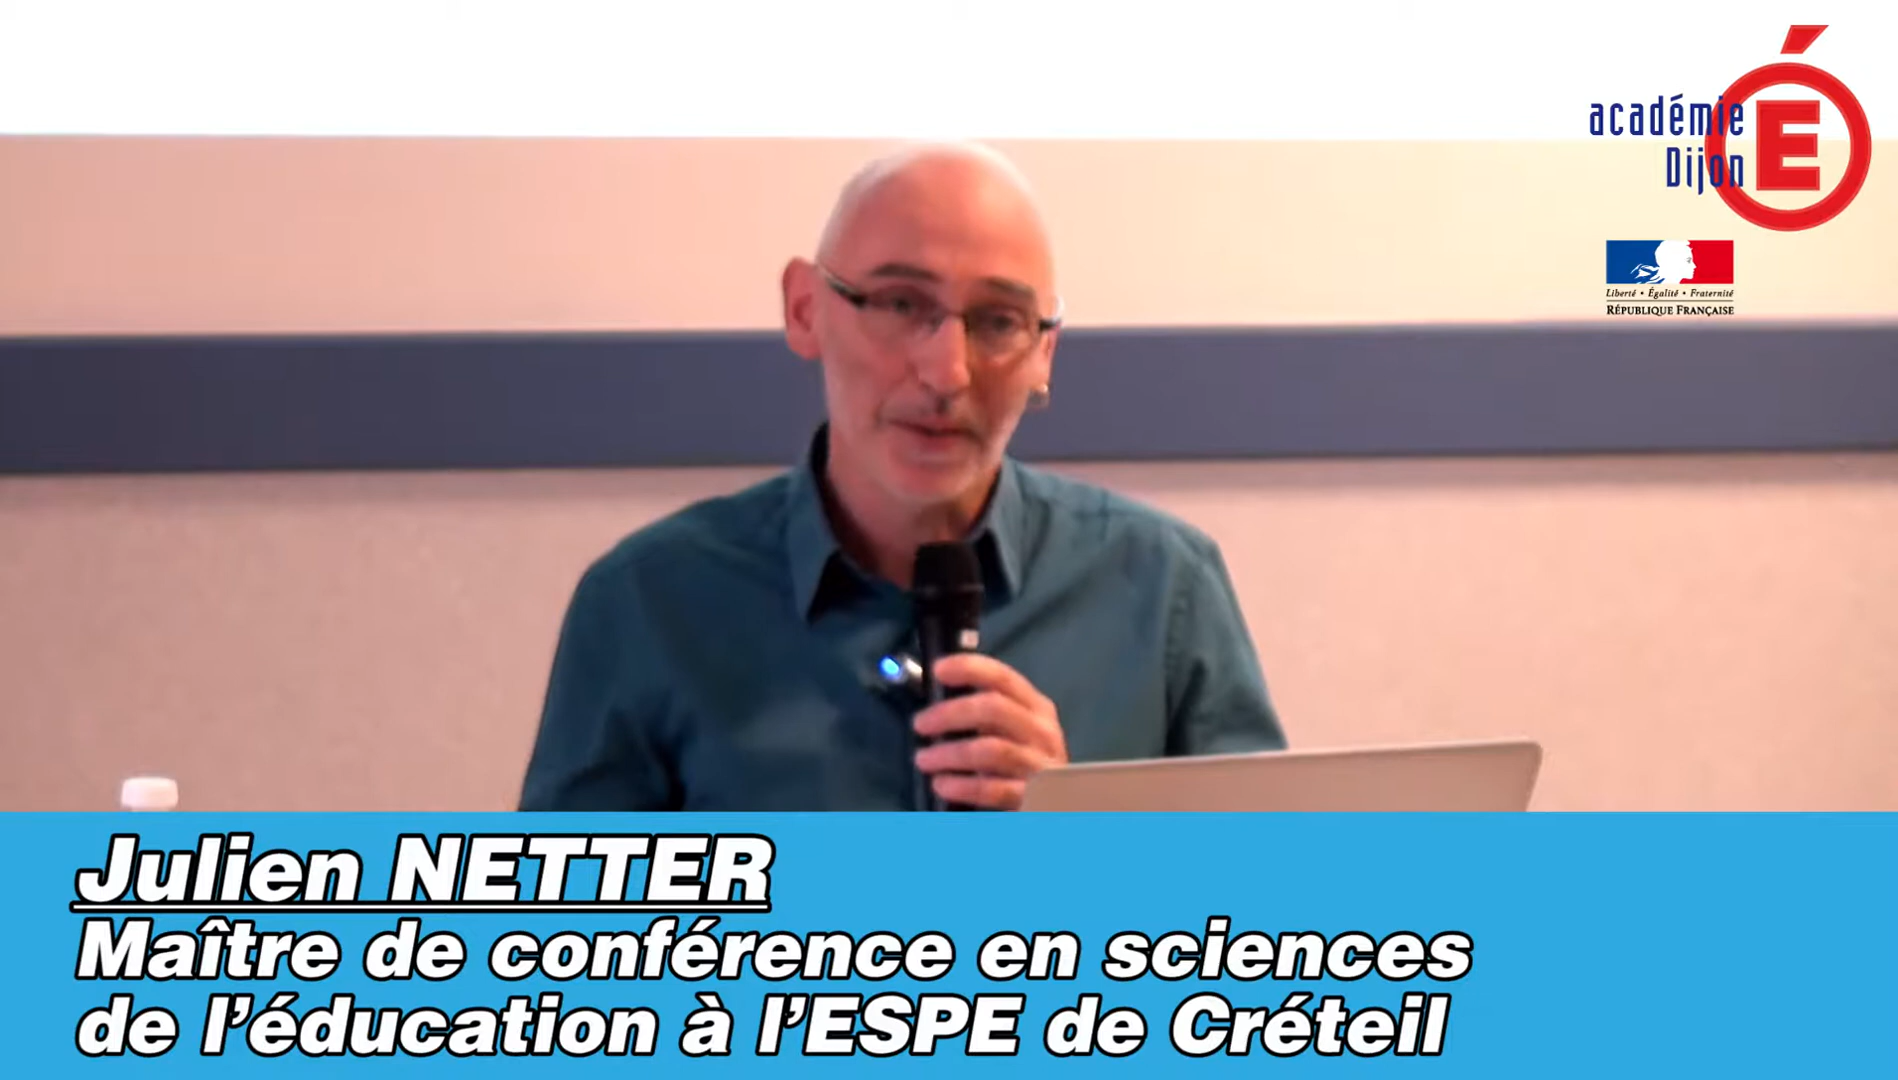 académie
Dijon
É
Liberté • Égalité • Fraternité
RÉPUBLIQUE FRANÇAISE
Julien NETTER
Maître de conférence en sciences
de l'éducation à l'ESPE de Créteil